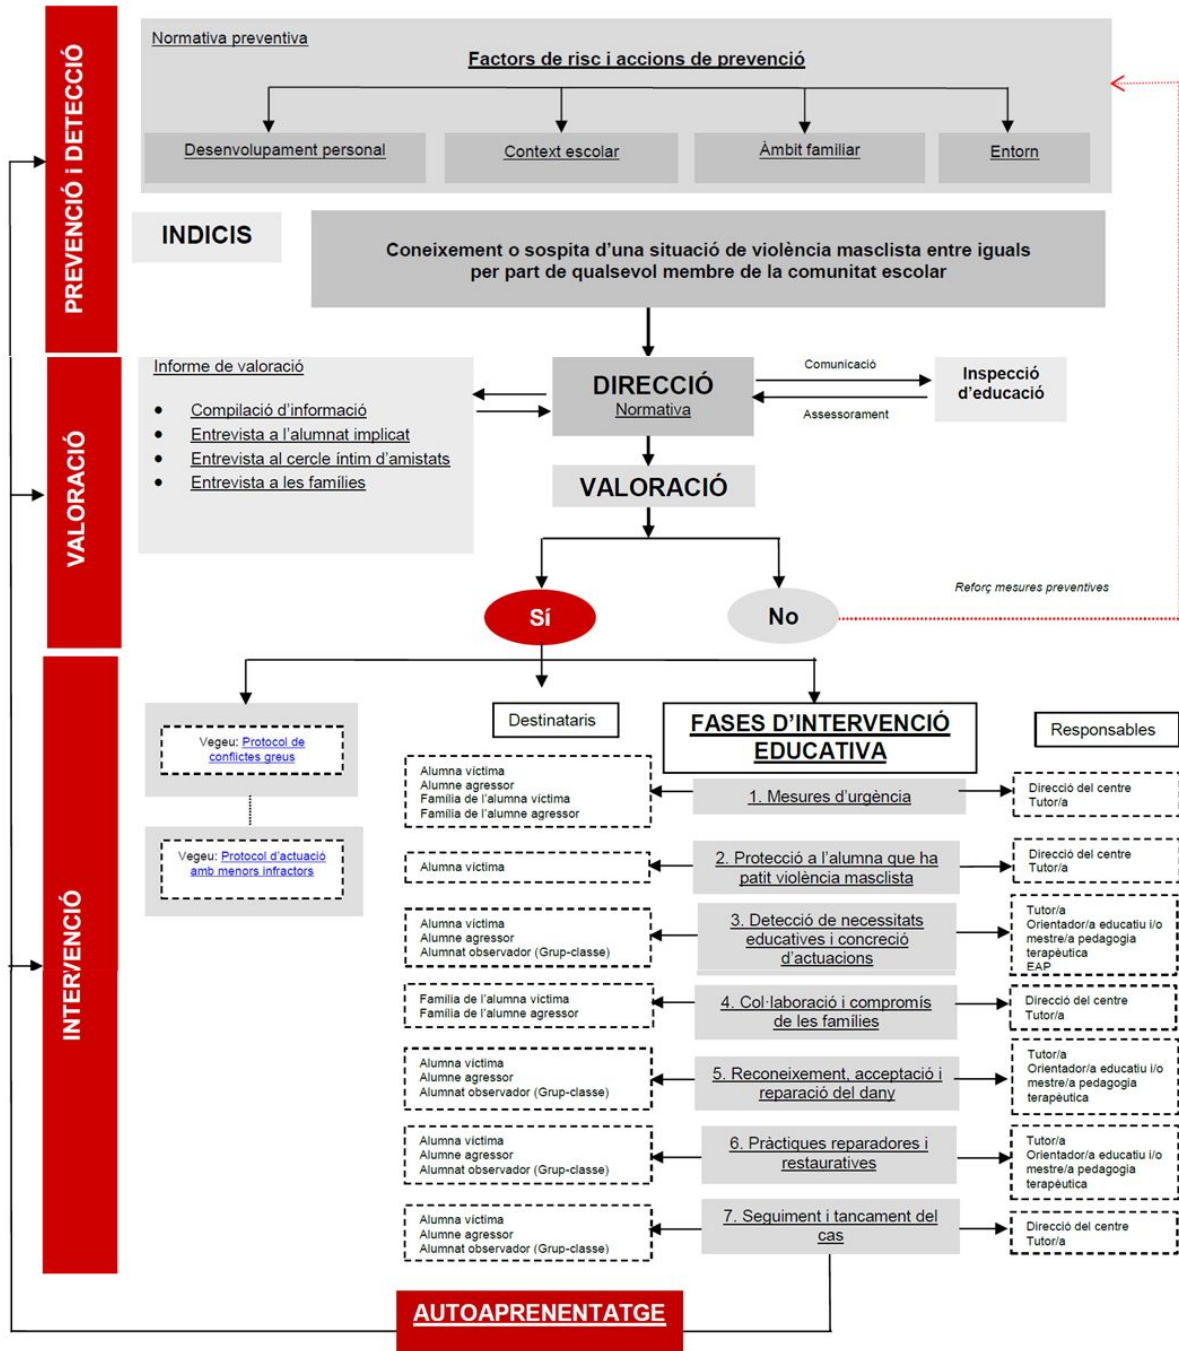 PREVENCIÓ i DETECCIÓ
Normativa preventiva
Factors de risc i accions de prevenció
Desenvolupament personal
Context escolar
Àmbit familiar
Entorn
INDICIS
Coneixement o sospita d'una situació de violència masclista entre iguals
per part de qualsevol membre de la comunitat escolar
VALORACIÓ
Informe de valoració
• Compilació d'informació
• Entrevista a l'alumnat implicat
• Entrevista al cercle íntim d'amistats
• Entrevista a les famílies
DIRECCIÓ
Normativa
Comunicació
Assessorament
Inspecció
d'educació
VALORACIÓ
Sí
No
Reforç mesures preventives
INTERVENCIÓ
Vegeu: Protocol de
conflictes greus
Vegeu: Protocol d'actuació
amb menors infractors
Destinataris
FASES D'INTERVENCIÓ
EDUCATIVA
Responsables
Alumna víctima
Alumne agressor
Família de l'alumna víctima
Família de l'alumne agressor
1. Mesures d'urgència
Direcció del centre
Tutor/a
Alumna víctima
2. Protecció a l'alumna que ha
patit violència masclista
Direcció del centre
Tutor/a
Alumna víctima
Alumne agressor
Alumnat observador (Grup-classe)
3. Detecció de necessitats
educatives i concreció
d'actuacions
Tutor/a
Orientador/a educatiu i/o
mestre/a pedagogia
terapèutica
EAP
Família de l'alumna víctima
Família de l'alumne agressor
4. Col·laboració i compromís
de les famílies
Direcció del centre
Tutor/a
Alumna víctima
Alumne agressor
Alumnat observador (Grup-classe)
5. Reconeixement, acceptació i
reparació del dany
Tutor/a
Orientador/a educatiu i/o
mestre/a pedagogia
terapèutica
Alumna víctima
Alumne agressor
Alumnat observador (Grup-classe)
6. Pràctiques reparadores i
restauratives
Tutor/a
Orientador/a educatiu i/o
mestre/a pedagogia
terapèutica
Alumna víctima
Alumne agressor
Alumnat observador (Grup-classe)
7. Seguiment i tancament del
cas
Direcció del centre
Tutor/a
AUTOAPRENENTATGE